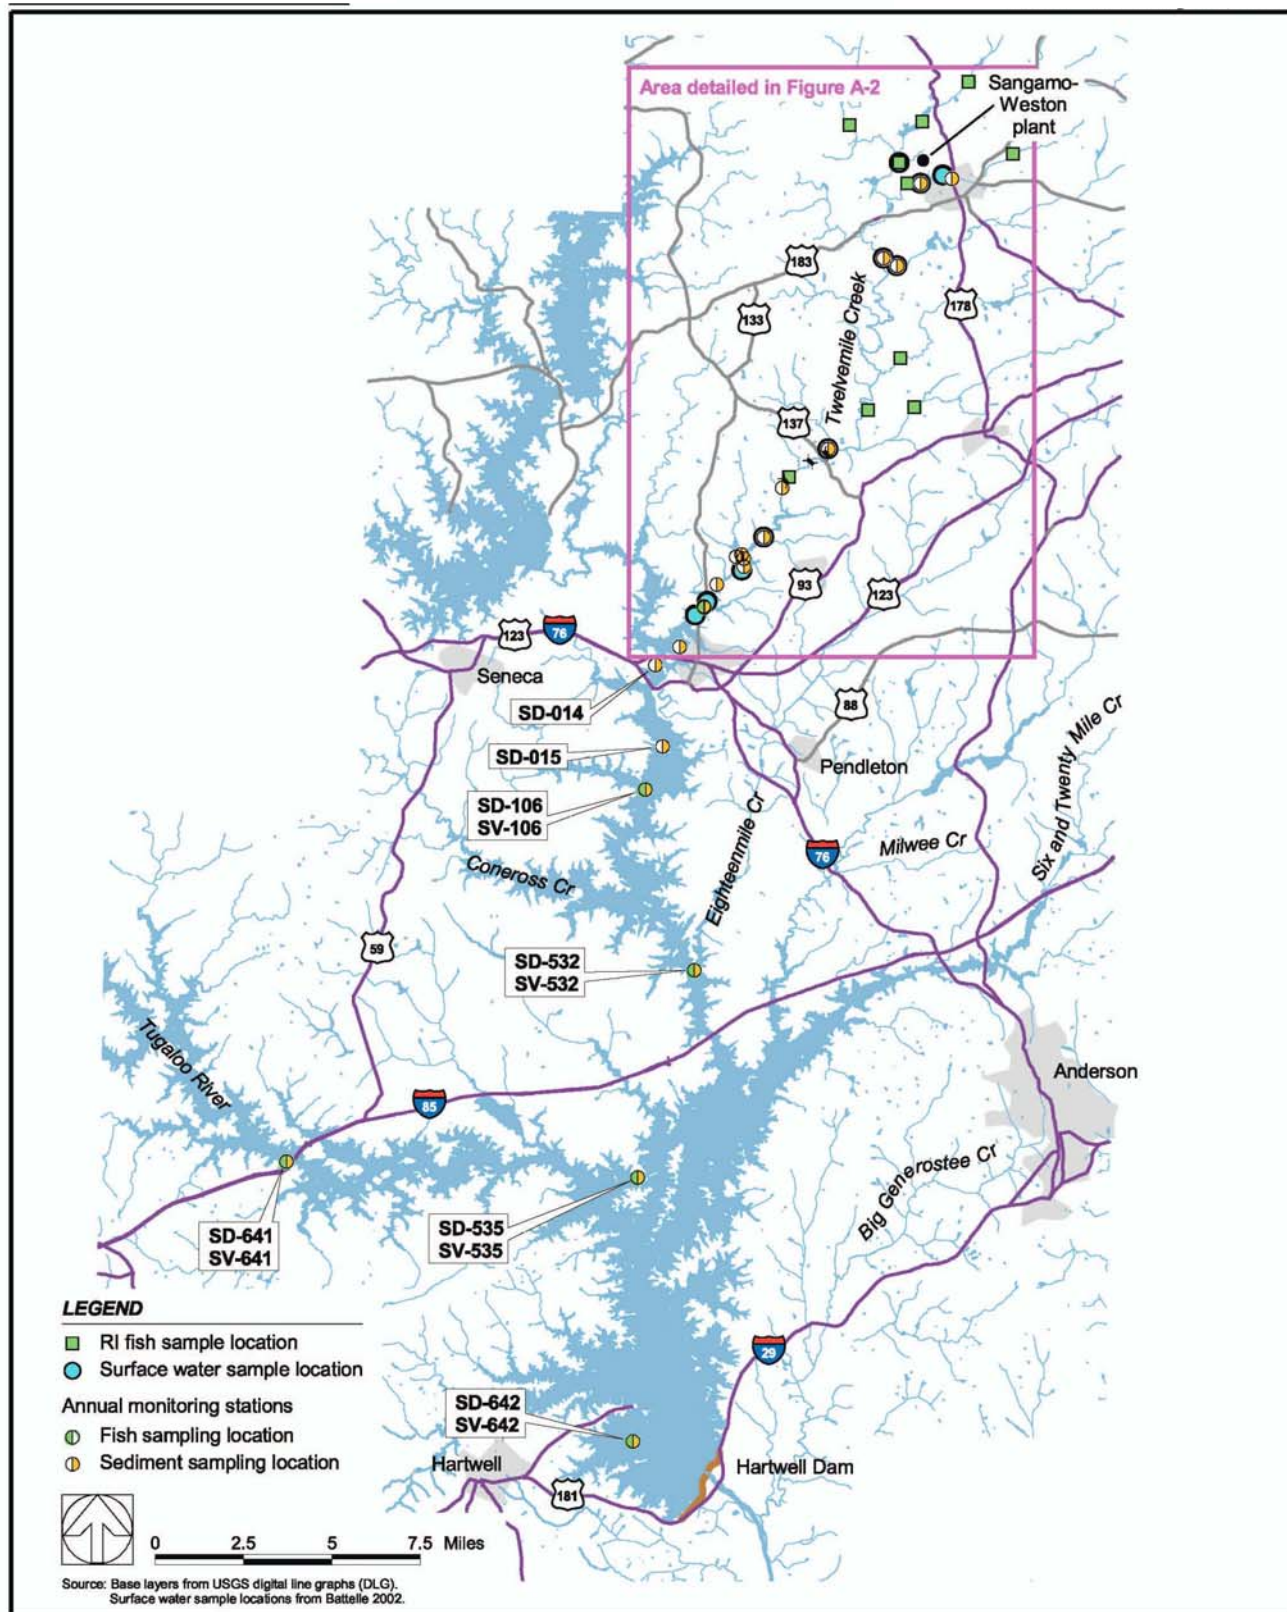 Area detailed in Figure A-2
Sangamo-
Weston
plant
183
133
178
Twelvemile Creek
137
93
123
123
76
Seneca
SD-014
88
SD-015
Pendleton
SD-106
SV-106
Eighteenmile Cr
Six and Twenty Mile Cr
Milwee Cr
76
Coneross Cr
59
SD-532
SV-532
Tugaloo River
Anderson
85
Big Generostee Cr
SD-641
SV-641
SD-535
SV-535
LEGEND
RI fish sample location
Surface water sample location
Annual monitoring stations
Fish sampling location
Sediment sampling location
29
SD-642
SV-642
Hartwell
Hartwell Dam
181
0 2.5 5 7.5 Miles
Source: Base layers from USGS digital line graphs (DLG).
Surface water sample locations from Battelle 2002.